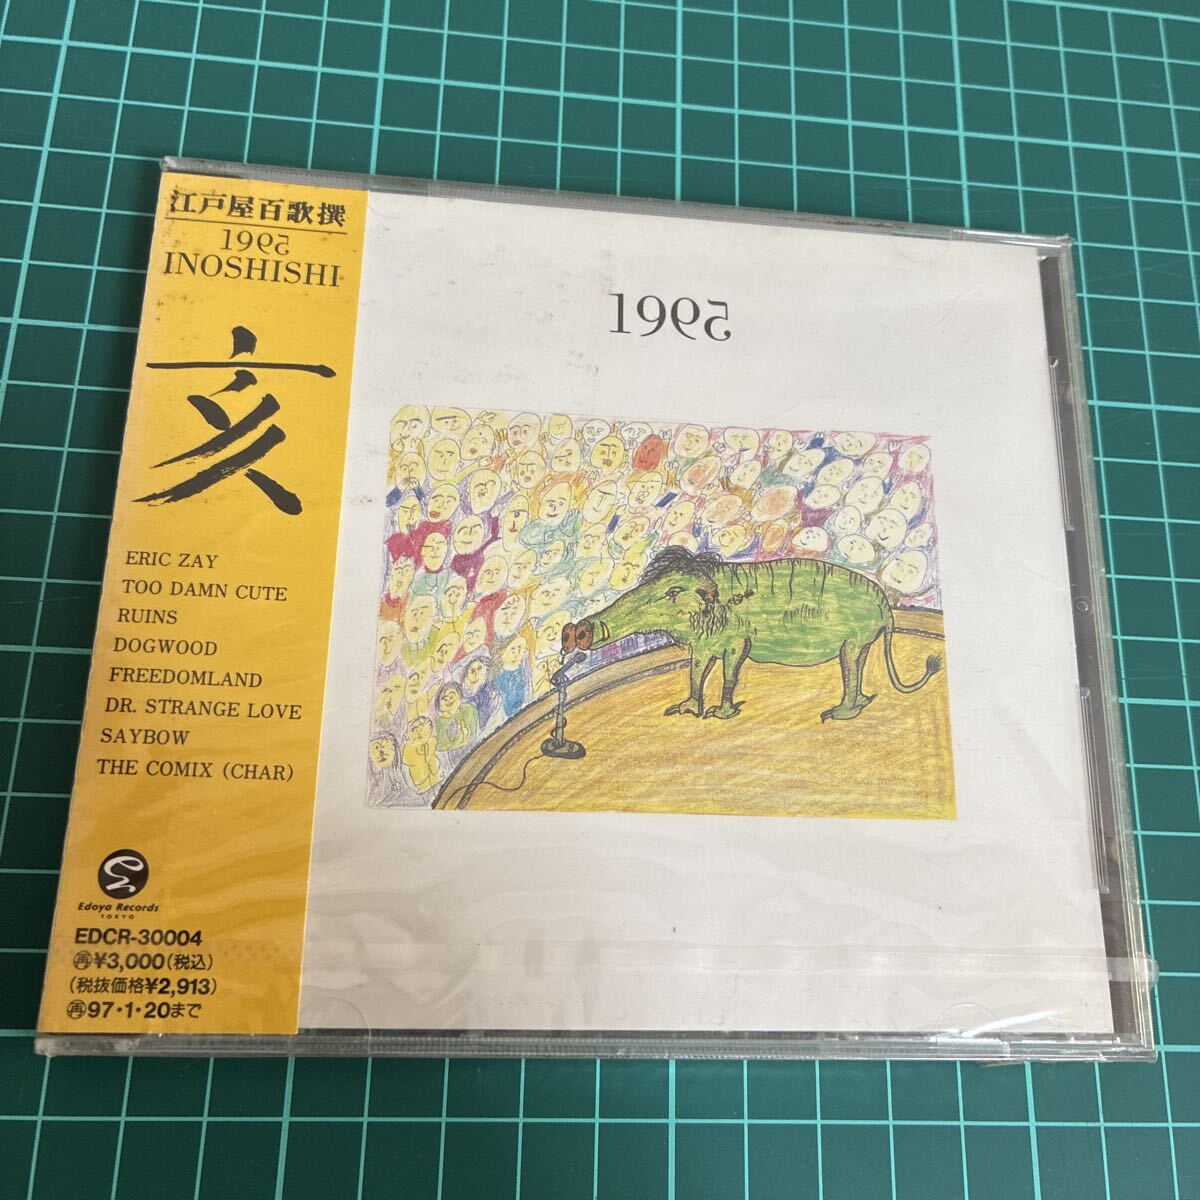 江戸屋百歌撰
1995
INOSHISHI
亥
ERIC ZAY
TOO DAMN CUTE
RUINS
DOGWOOD
FREEDOMLAND
DR. STRANGE LOVE
SAYBOW
THE COMIX (CHAR)
Edoya Records
TOKYO
EDCR-30004
再¥3,000(税込)
(税抜価格¥2,913)
再97・1・20まで
1995